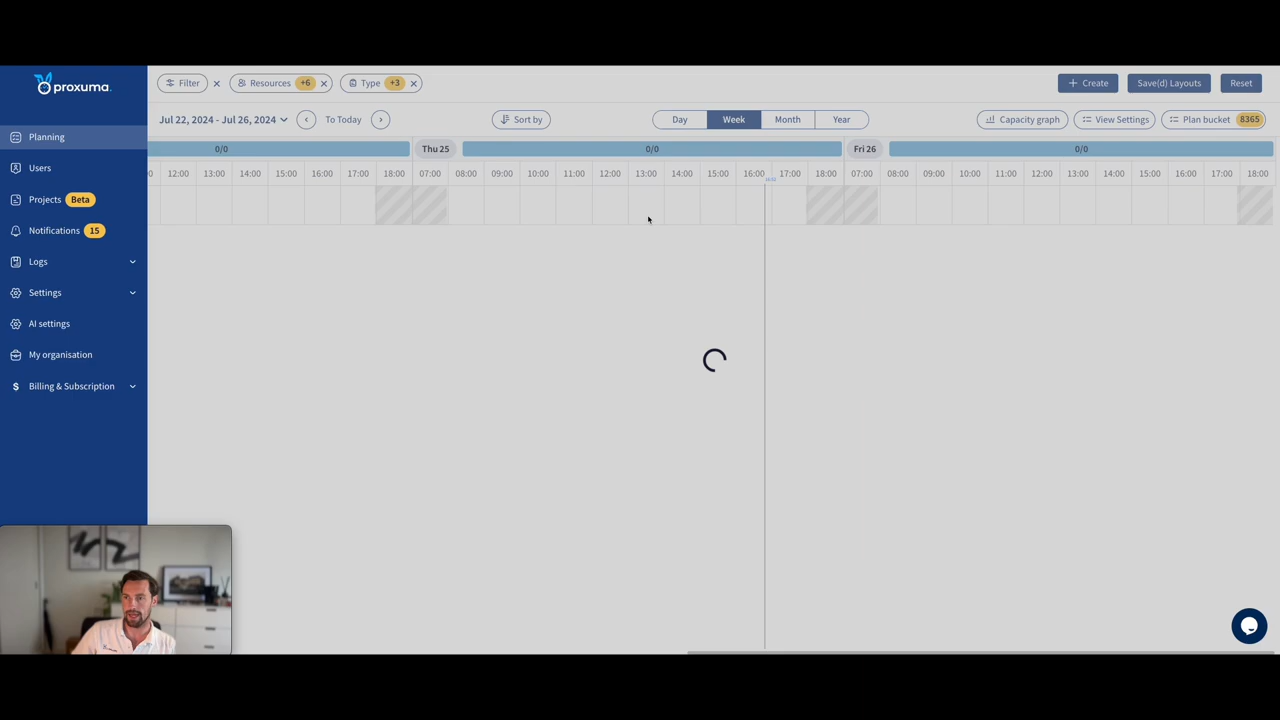 proxuma.
Filter
Resources +6
Type +3
+ Create
Save(d) Layouts
Reset
Jul 22, 2024 - Jul 26, 2024
To Today
Sort by
Day
Week
Month
Year
Capacity graph
View Settings
Plan bucket 8365
Planning
Users
Projects Beta
Notifications 15
Logs
Settings
AI settings
My organisation
$ Billing & Subscription
0/0 Thu 25 0/0 Fri 26 0/0
00 12:00 13:00 14:00 15:00 16:00 17:00 18:00 07:00 08:00 09:00 10:00 11:00 12:00 13:00 14:00 15:00 16:00 17:00 18:00 07:00 08:00 09:00 10:00 11:00 12:00 13:00 14:00 15:00 16:00 17:00 18:00